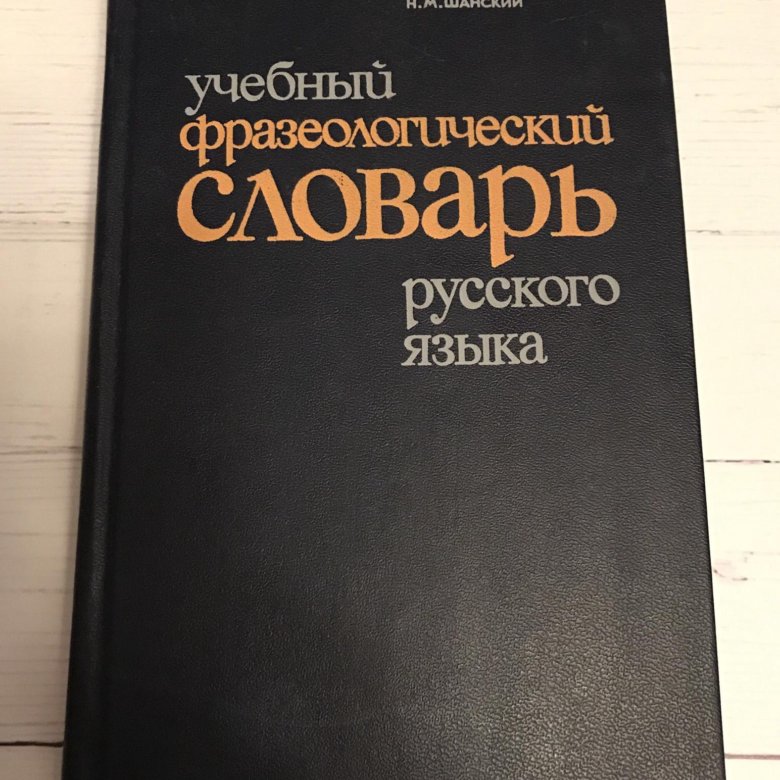 Н.М.ШАНСКИЙ
учебный
фразеологический
словарь
русского
языка